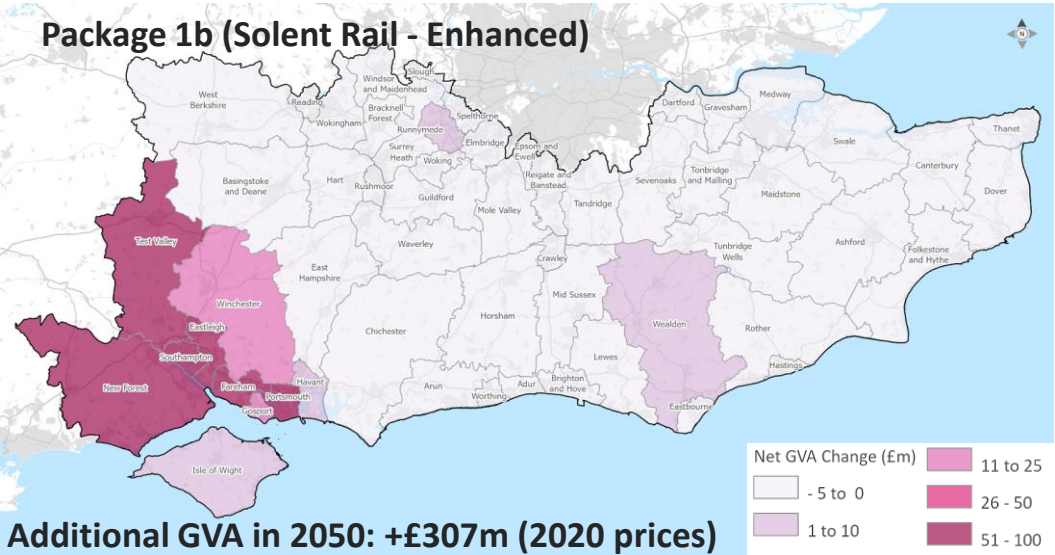 Package 1b (Solent Rail - Enhanced)
N
Slough
Windsor
and Maidenhead
West
Berkshire
Reading
Wokingham
Bracknell
Forest
Runnymede
Spelthorne
Elmbridge
Surrey
Heath
Woking
Epsom and
Ewell
Dartford
Gravesham
Medway
Swale
Thanet
Canterbury
Dover
Basingstoke
and Deane
Hart
Rushmoor
Guildford
Mole Valley
Reigate and
Banstead
Tandridge
Sevenoaks
Tonbridge
and Malling
Maidstone
Ashford
Folkestone
and Hythe
Test Valley
Waverley
Crawley
Tunbridge
Wells
East
Hampshire
Winchester
Eastleigh
Southampton
New Forest
Fareham
Portsmouth
Gosport
Havant
Isle of Wight
Chichester
Horsham
Mid Sussex
Wealden
Rother
Hastings
Lewes
Arun
Worthing
Adur
Brighton
and Hove
Eastbourne
Net GVA Change (£m)
- 5 to 0
1 to 10
11 to 25
26 - 50
51 - 100
Additional GVA in 2050: +£307m (2020 prices)